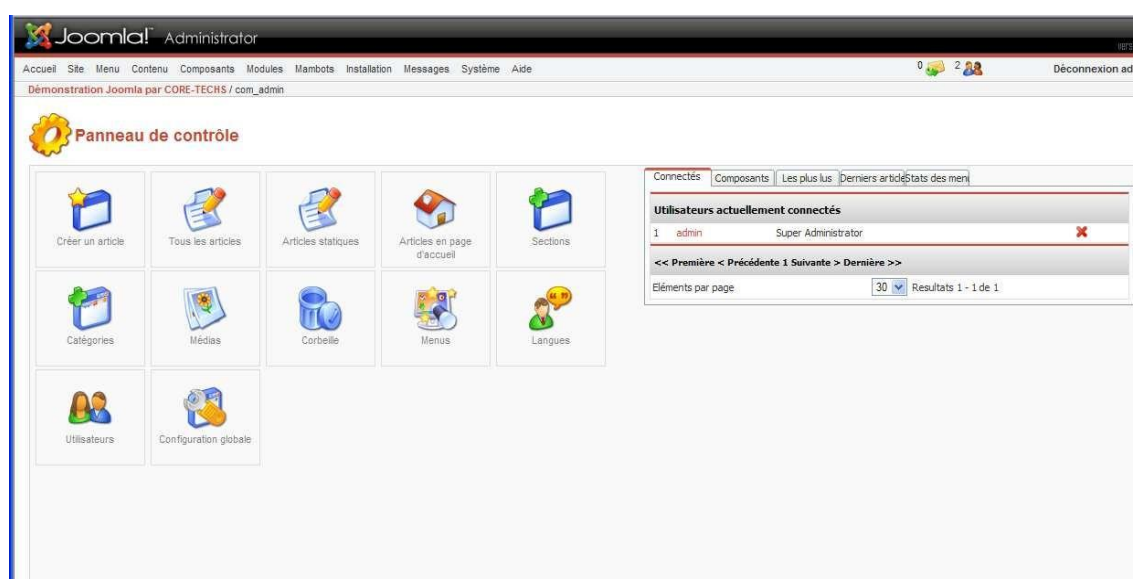 Joomla! Administrator
vers
Accueil Site Menu Contenu Composants Modules Mambots Installation Messages Système Aide 0 2 Déconnexion ad
Démonstration Joomla par CORE-TECHS / com_admin
Panneau de contrôle
Connectés Composants Les plus lus Derniers article Stats des men
Utilisateurs actuellement connectés
1 admin Super Administrator
<< Première < Précédente 1 Suivante > Dernière >>
Eléments par page 30 Resultats 1 - 1 de 1
Créer un article Tous les articles Articles statiques Articles en page d'accueil Sections
Catégories Médias Corbeille Menus Langues
Utilisateurs Configuration globale